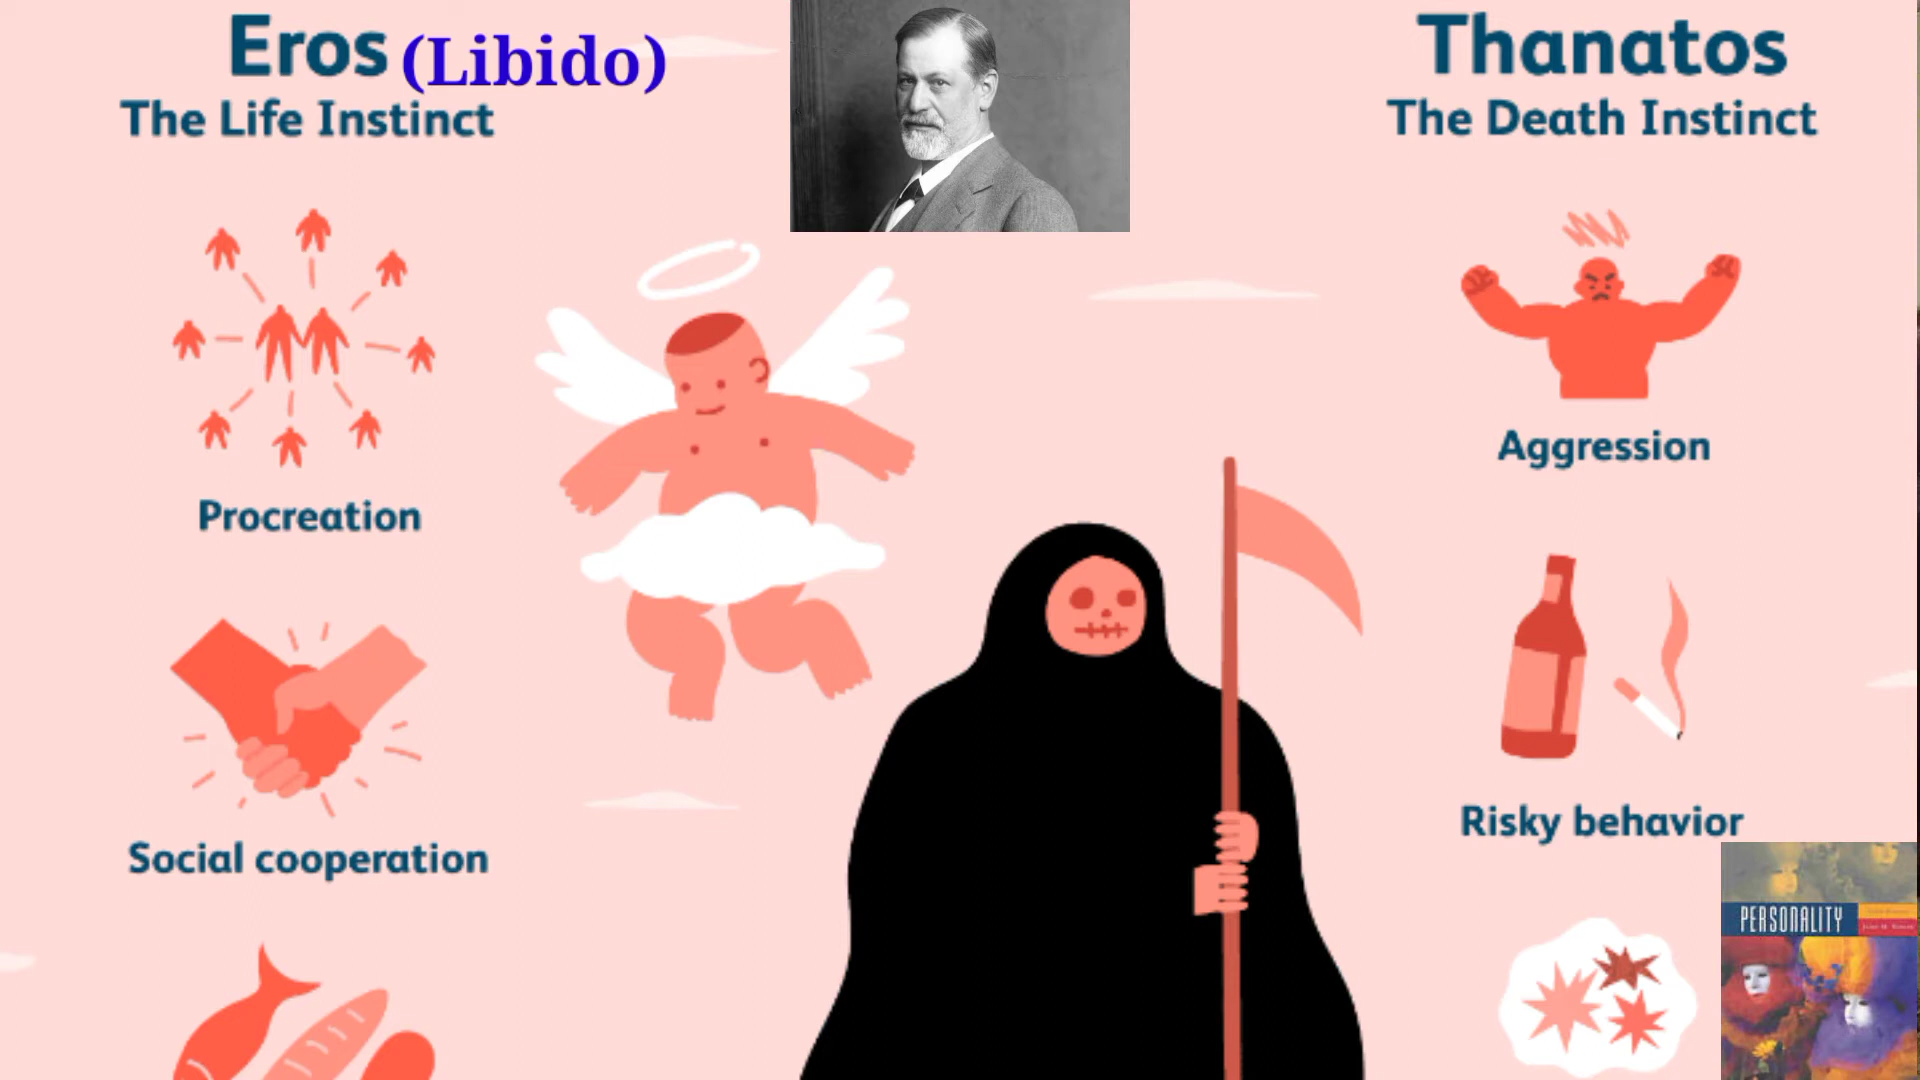 Eros (Libido)
The Life Instinct
Thanatos
The Death Instinct
Procreation
Social cooperation
Aggression
Risky behavior
PERSONALITY